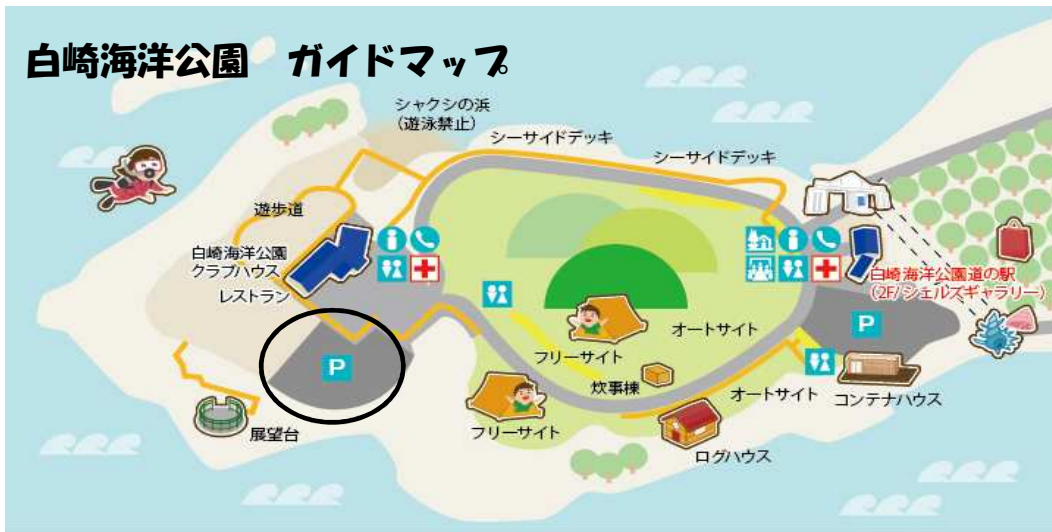 白崎海洋公園 ガイドマップ
シャクシの浜
(遊泳禁止)
シーサイドデッキ
シーサイドデッキ
遊歩道
白崎海洋公園
クラブハウス
レストラン
白崎海洋公園道の駅
(2F/シェルズギャラリー)
P
P
オートサイト
フリーサイト
炊事棟
オートサイト
コンテナハウス
フリーサイト
展望台
ログハウス